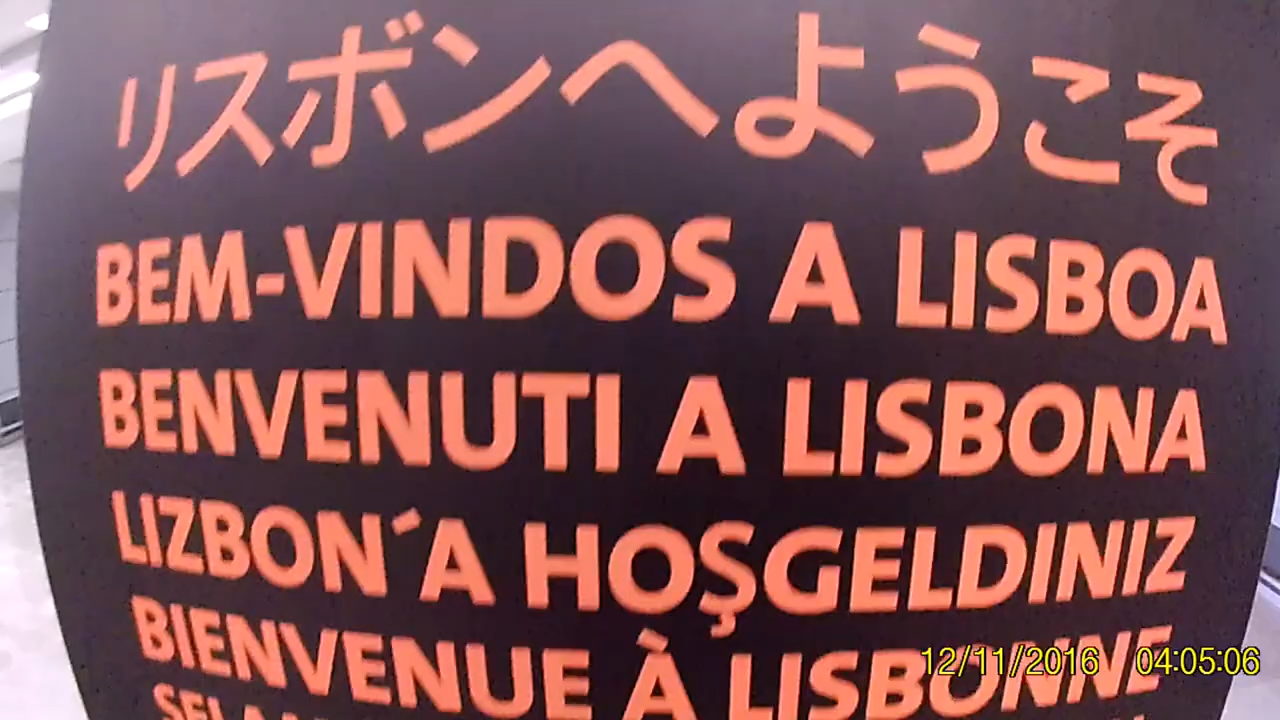 リスボンへようこそ
BEM-VINDOS A LISBOA
BENVENUTI A LISBONA
LIZBON´A HOŞGELDINIZ
BIENVENUE À LISBONNE
12/11/2016 04:05:06